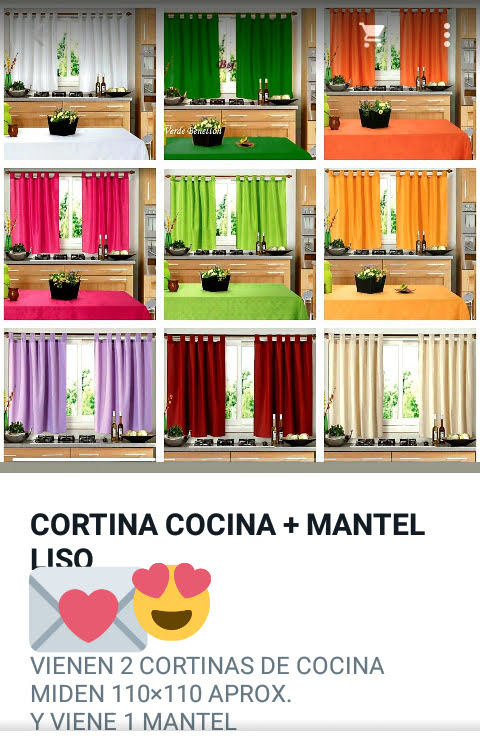 Verde Benetton
CORTINA COCINA + MANTEL
LISO
VIENEN 2 CORTINAS DE COCINA
MIDEN 110×110 APROX.
Y VIENE 1 MANTEL